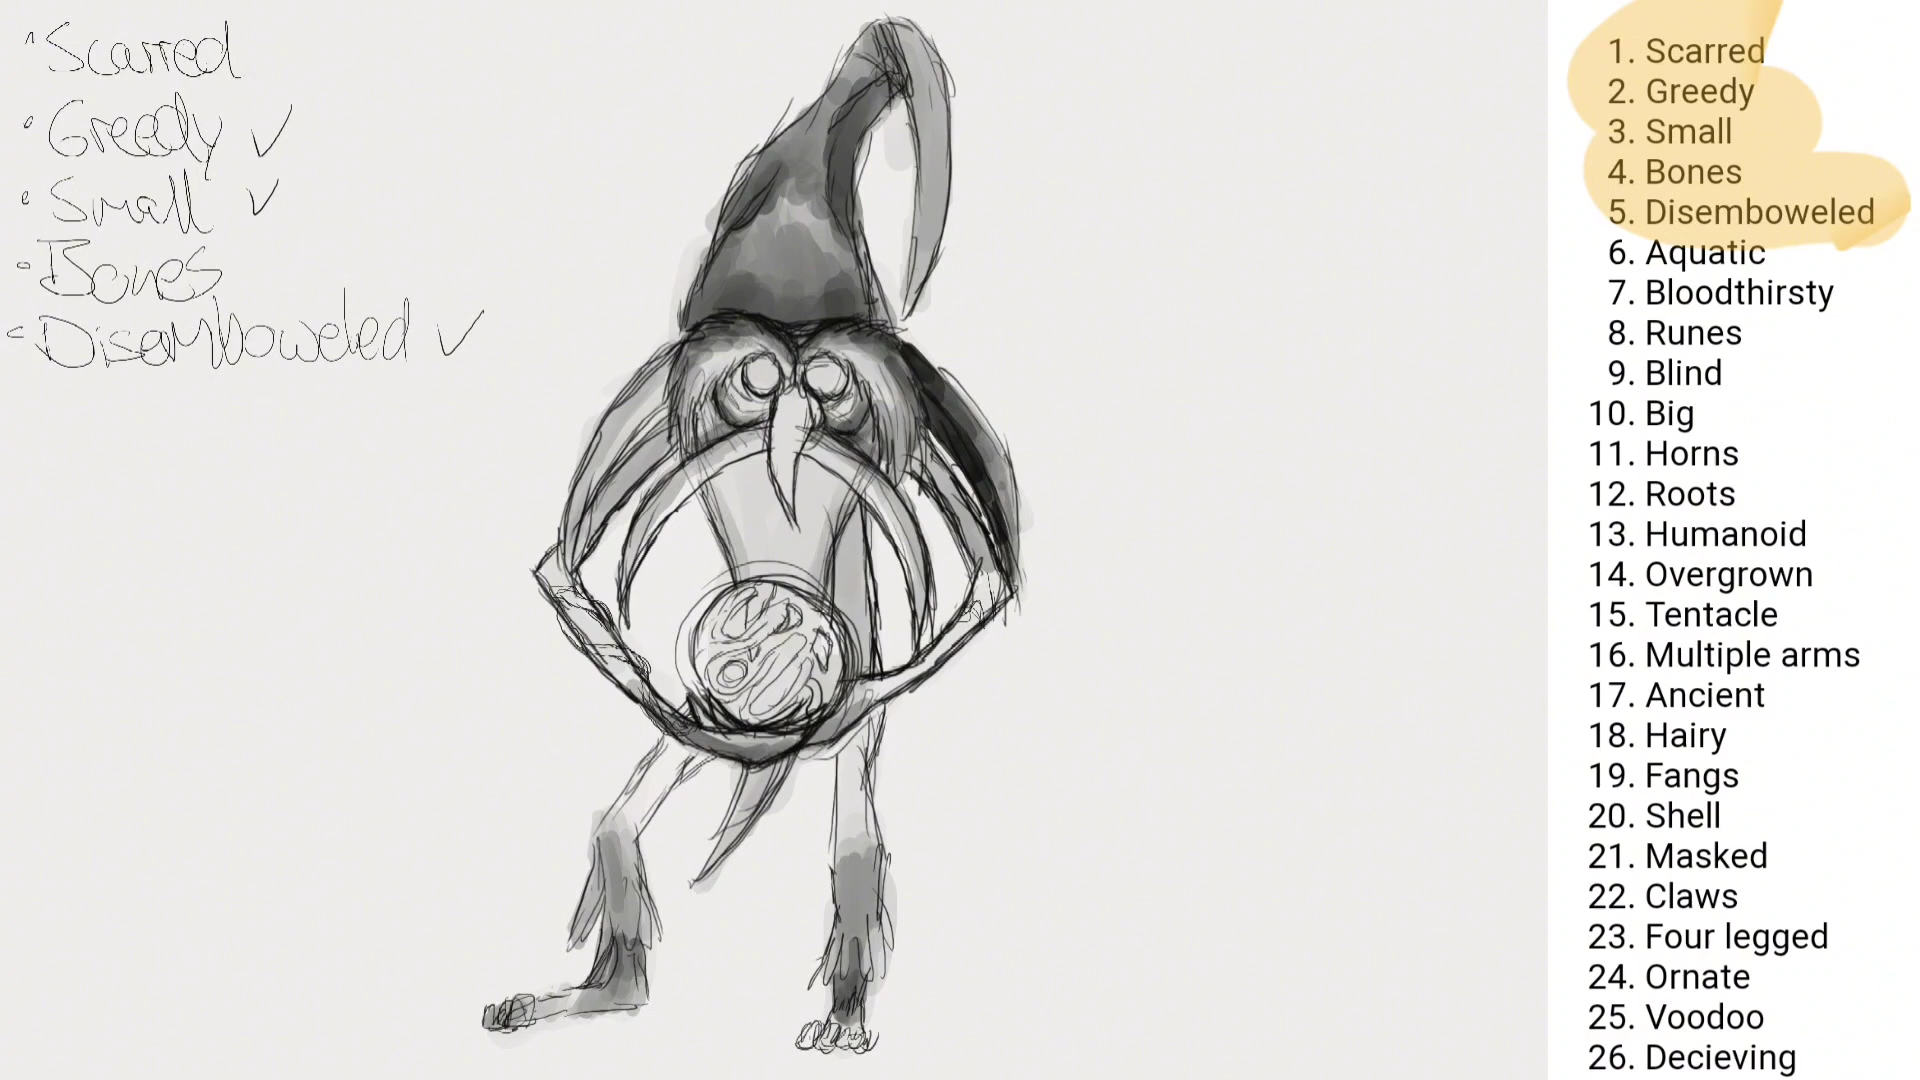 Scarred
Greedy ✓
Small ✓
Bones
Disemboweled ✓
1. Scarred
2. Greedy
3. Small
4. Bones
5. Disemboweled
6. Aquatic
7. Bloodthirsty
8. Runes
9. Blind
10. Big
11. Horns
12. Roots
13. Humanoid
14. Overgrown
15. Tentacle
16. Multiple arms
17. Ancient
18. Hairy
19. Fangs
20. Shell
21. Masked
22. Claws
23. Four legged
24. Ornate
25. Voodoo
26. Decieving